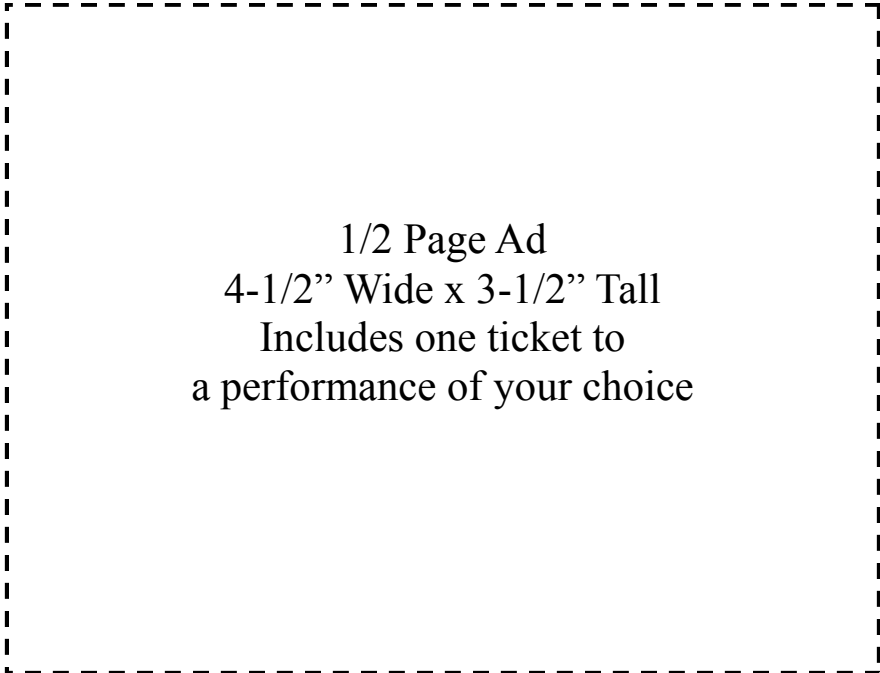 1/2 Page Ad
4-1/2” Wide x 3-1/2” Tall
Includes one ticket to
a performance of your choice